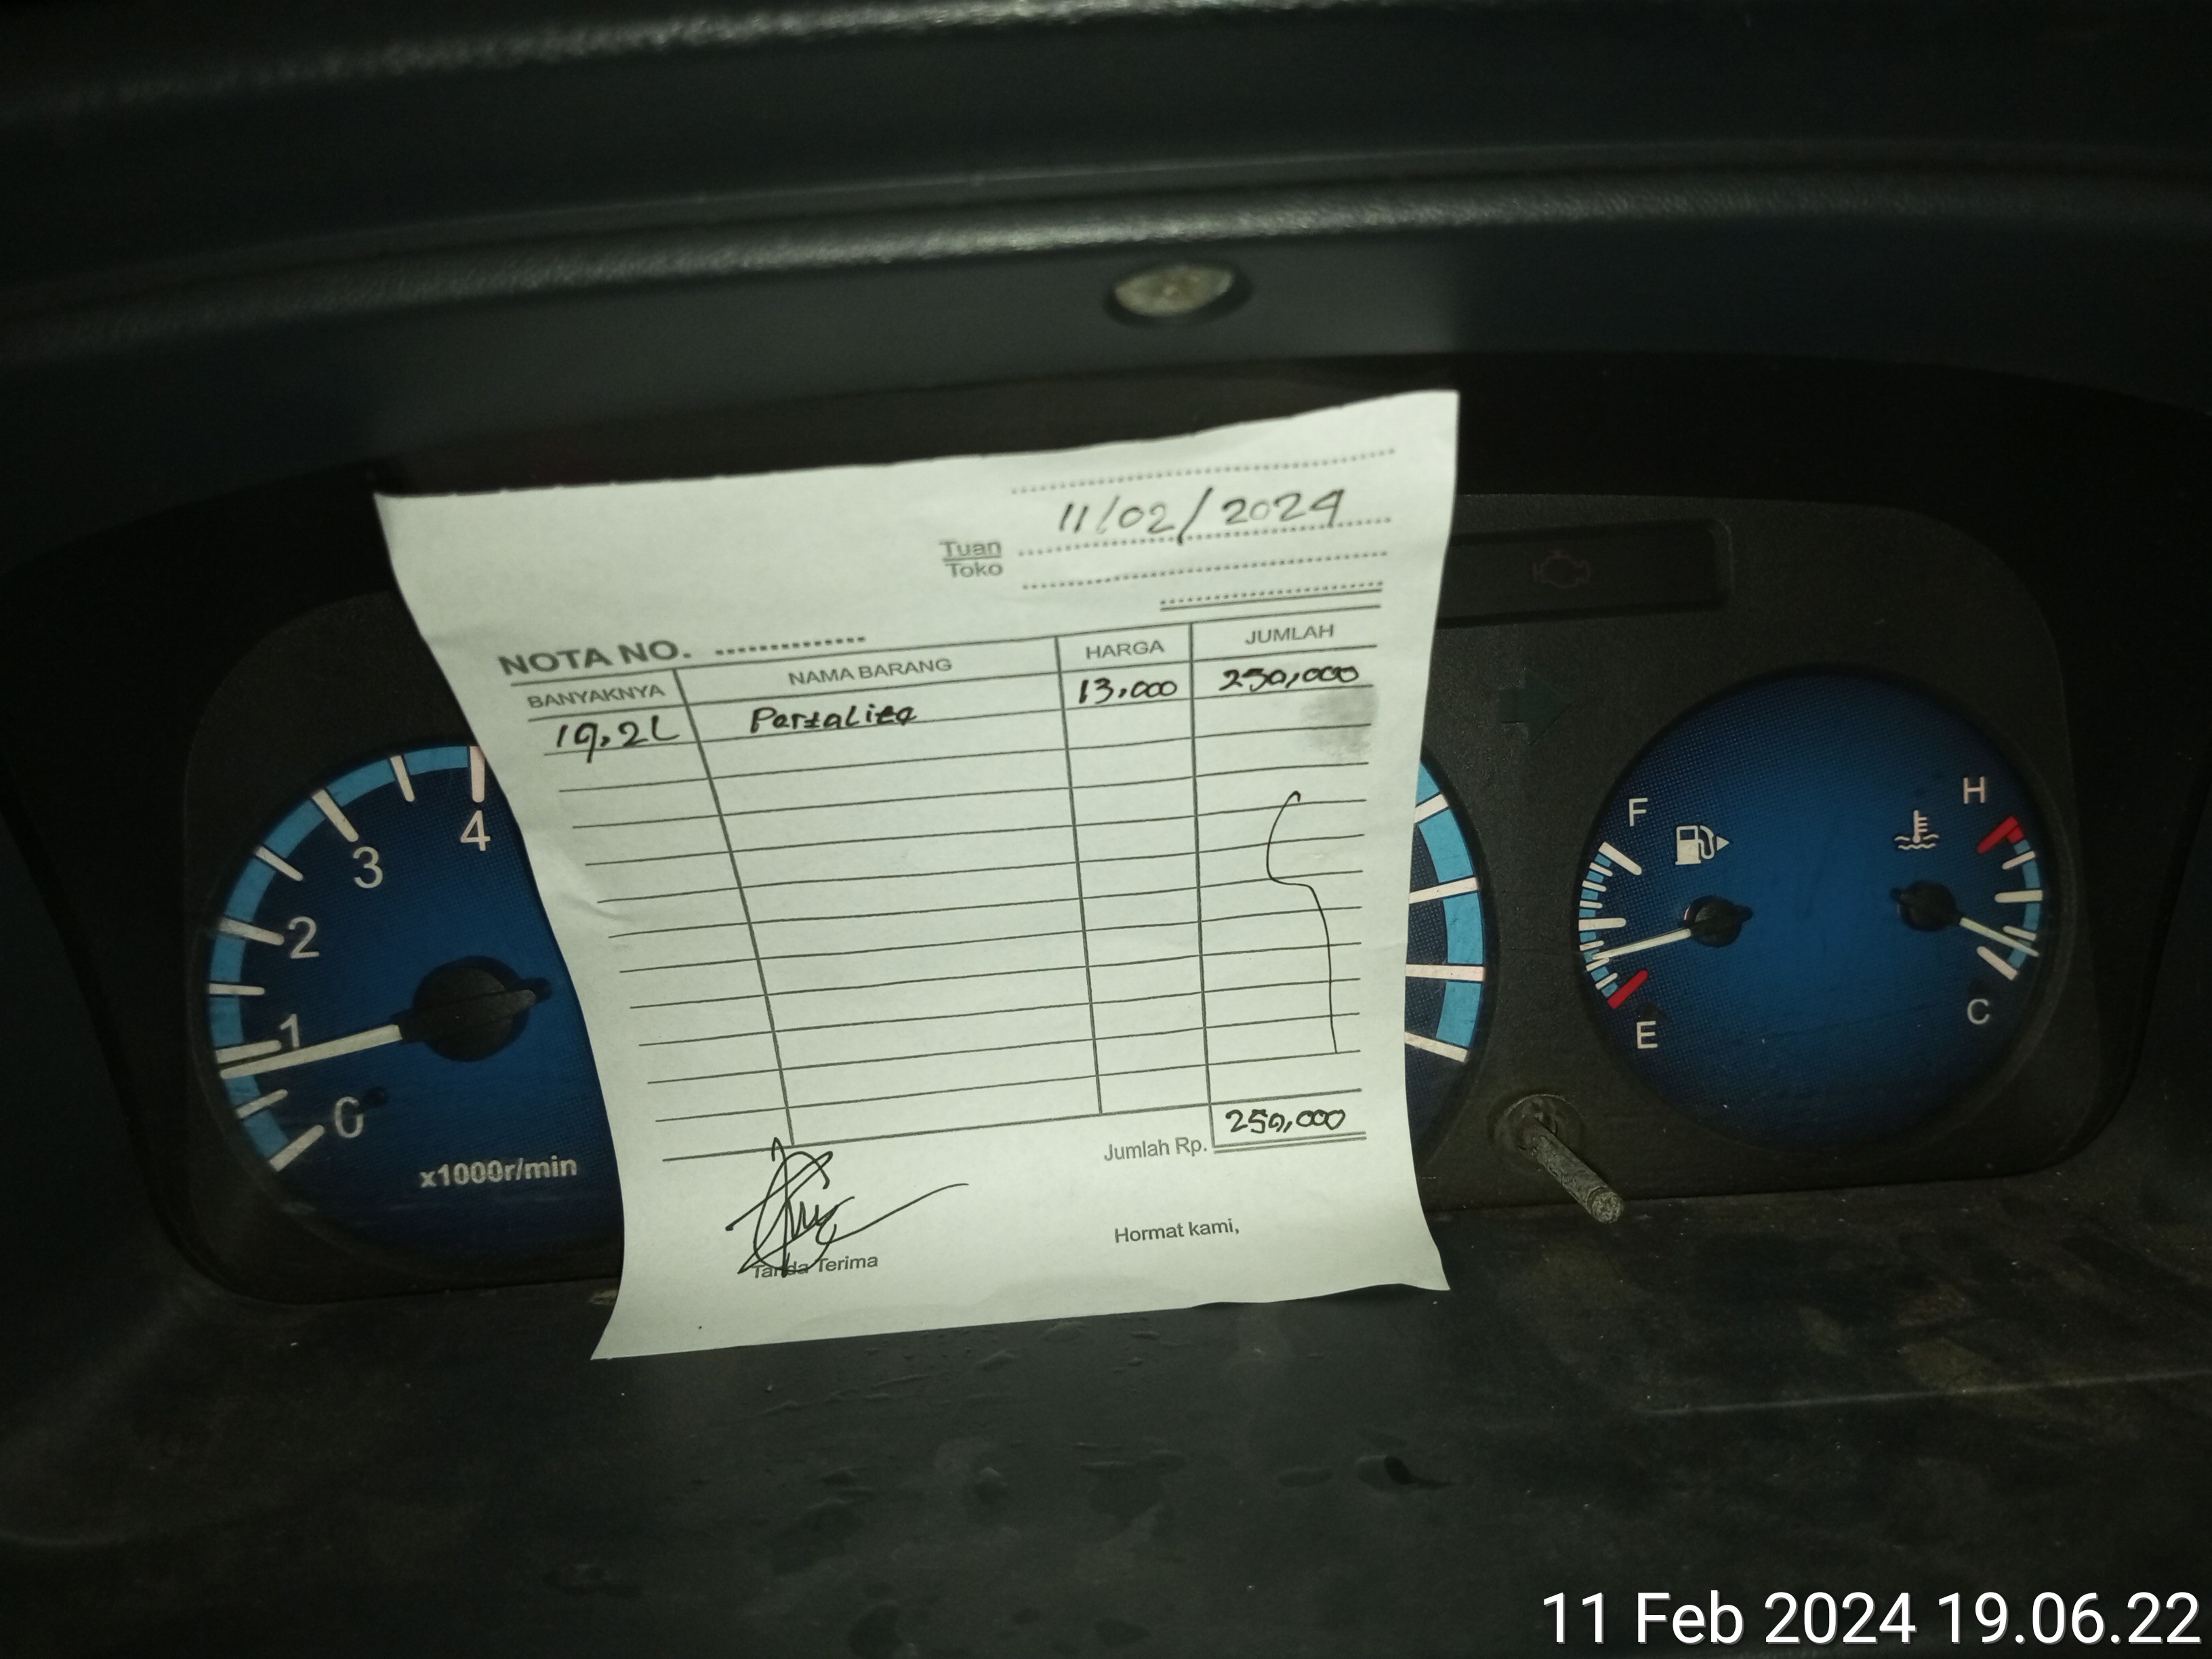 11/02/2024
Tuan
Toko
NOTA NO. ..............
BANYAKNYA NAMA BARANG HARGA JUMLAH
19,2L Pertalite 13,000 250,000
Jumlah Rp. 250,000
Tanda Terima Hormat kami,
4
3
2
1
0
x1000r/min
F
E
H
C
11 Feb 2024 19.06.22